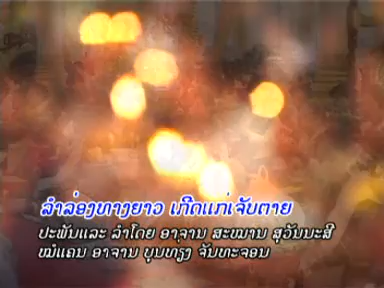 ລຳລ່ອງທາງຍາວ ເກີດແກ່ເຈັບຕາຍ
ປະພັນແລະ ລຳໂດຍ ອາຈານ ສະໝານ ສຸວັນນະສີ
ໝໍແຄນ ອາຈານ ບຸນທ່ຽງ ຈັນທະຈອນ